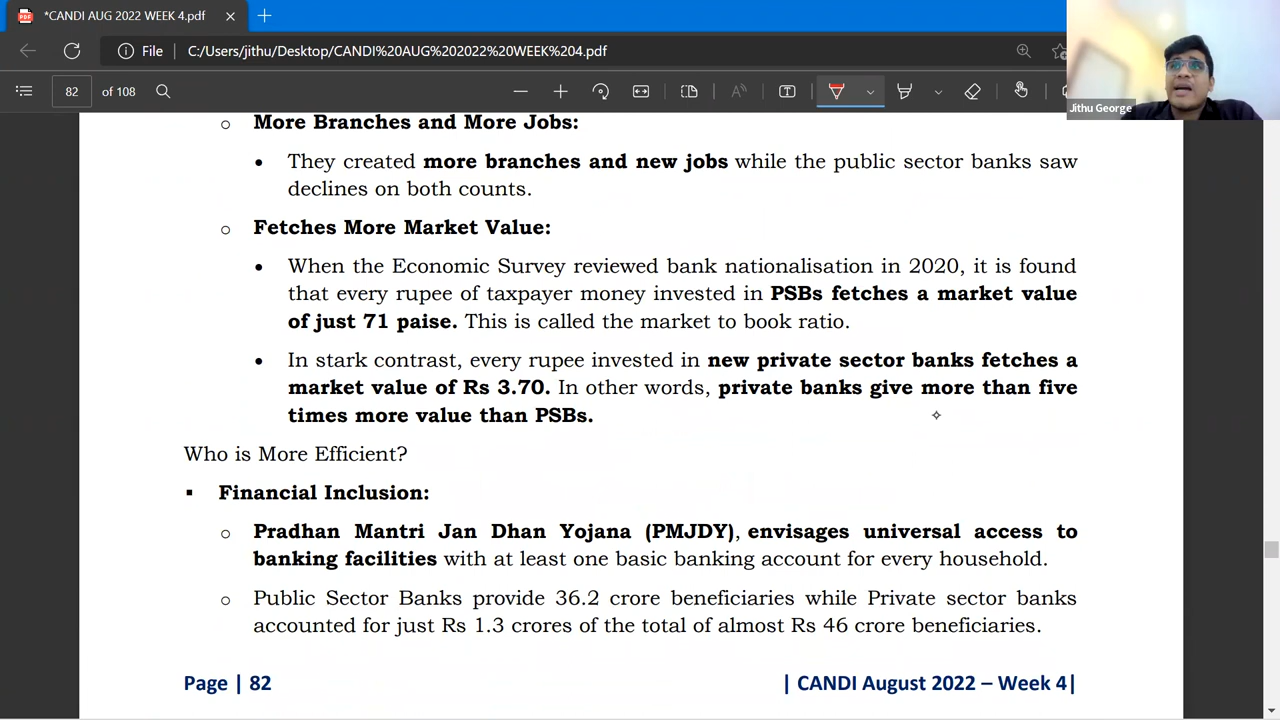 *CANDI AUG 2022 WEEK 4.pdf
File
C:/Users/jithu/Desktop/CANDI%20AUG%202022%20WEEK%204.pdf
82 of 108
Jithu George
o More Branches and More Jobs:
• They created more branches and new jobs while the public sector banks saw
declines on both counts.
o Fetches More Market Value:
• When the Economic Survey reviewed bank nationalisation in 2020, it is found
that every rupee of taxpayer money invested in PSBs fetches a market value
of just 71 paise. This is called the market to book ratio.
• In stark contrast, every rupee invested in new private sector banks fetches a
market value of Rs 3.70. In other words, private banks give more than five
times more value than PSBs.
Who is More Efficient?
▪ Financial Inclusion:
o Pradhan Mantri Jan Dhan Yojana (PMJDY), envisages universal access to
banking facilities with at least one basic banking account for every household.
o Public Sector Banks provide 36.2 crore beneficiaries while Private sector banks
accounted for just Rs 1.3 crores of the total of almost Rs 46 crore beneficiaries.
Page | 82
| CANDI August 2022 – Week 4|